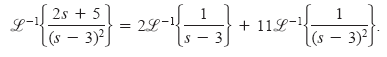 ℒ⁻¹{(2s + 5)/(s − 3)²} = 2ℒ⁻¹{1/(s − 3)} + 11ℒ⁻¹{1/(s − 3)²}.